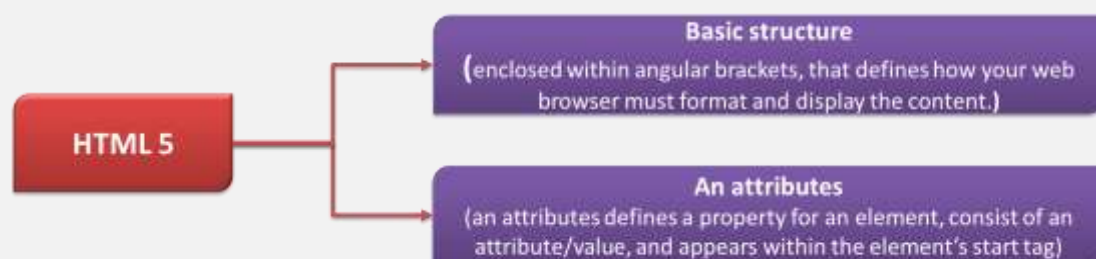 Basic structure
(enclosed within angular brackets, that defines how your web
browser must format and display the content.)
HTML 5
An attributes
(an attributes defines a property for an element, consist of an
attribute/value, and appears within the element's start tag)